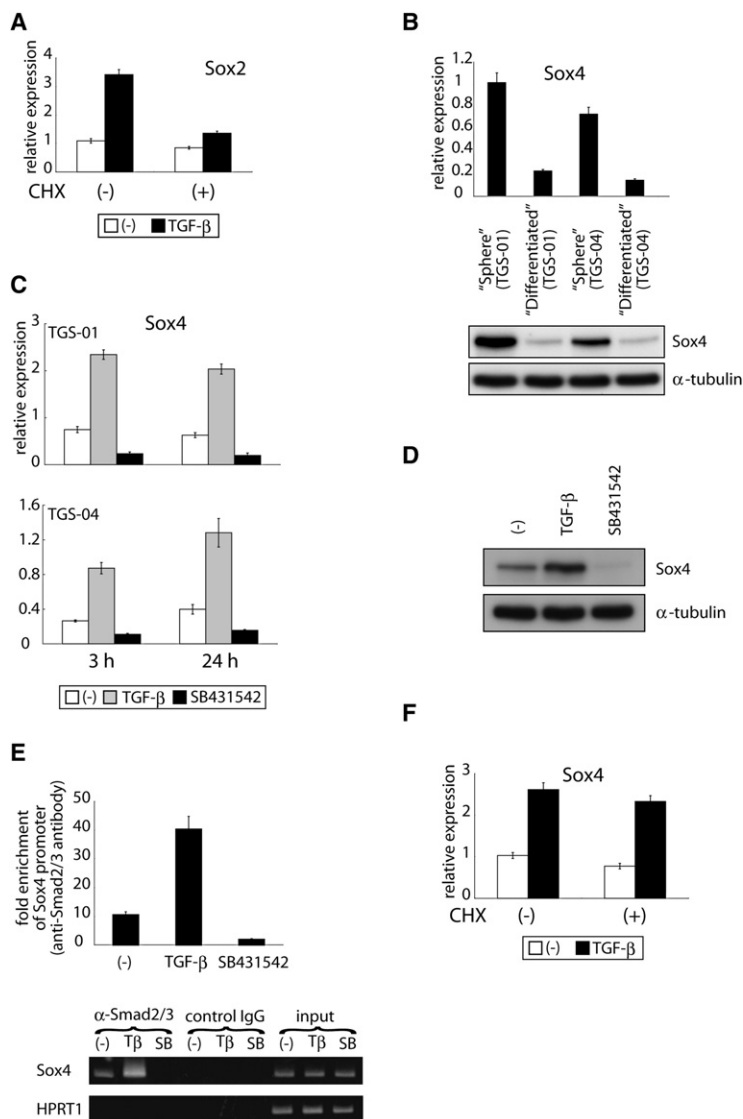 A
Sox2
relative expression
4
3
2
1
0
CHX (-) (+)
(-) TGF-β
B
Sox4
relative expression
1.2
0.8
0.6
0.4
0.2
0
"Sphere" (TGS-01)
"Differentiated" (TGS-01)
"Sphere" (TGS-04)
"Differentiated" (TGS-04)
Sox4
α-tubulin
C
Sox4
relative expression
TGS-01
3
2
1
0
TGS-04
1.6
1.2
0.8
0.4
0
3 h 24 h
(-) TGF-β SB431542
D
(-) TGF-β SB431542
Sox4
α-tubulin
E
fold enrichment
of Sox4 promoter
(anti-Smad2/3 antibody)
50
40
30
20
10
0
(-) TGF-β SB431542
α-Smad2/3 control IgG input
(-) Tβ SB (-) Tβ SB (-) Tβ SB
Sox4
HPRT1
F
Sox4
relative expression
3
2
1
0
CHX (-) (+)
(-) TGF-β